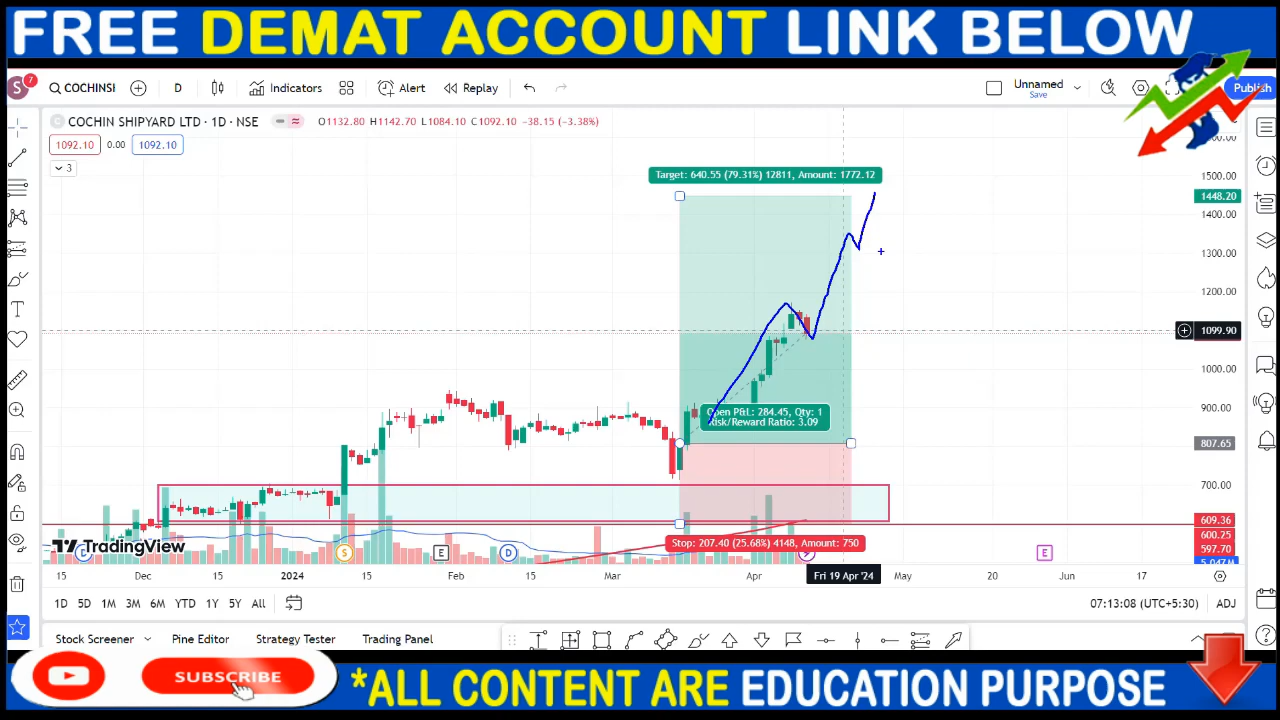 FREE DEMAT ACCOUNT LINK BELOW
S 7 COCHINSH D Indicators Alert Replay Unnamed Save Publish
COCHIN SHIPYARD LTD · 1D · NSE O1132.80 H1142.70 L1084.10 C1092.10 −38.15 (−3.38%)
1092.10 0.00 1092.10
3
Target: 640.55 (79.31%) 12811, Amount: 1772.12
1500.00
1448.20
1400.00
1300.00
1200.00
1099.90
1000.00
900.00
Open P&L: 284.45, Qty: 1
Risk/Reward Ratio: 3.09
807.65
700.00
609.36
600.25
597.70
Stop: 207.40 (25.68%) 4148, Amount: 750
TradingView
D S E D E
15 Dec 15 2024 15 Feb Mar Apr Fri 19 Apr '24 May 20 Jun 17
1D 5D 1M 3M 6M YTD 1Y 5Y All 07:13:08 (UTC+5:30) ADJ
Stock Screener Pine Editor Strategy Tester Trading Panel
SUBSCRIBE
*ALL CONTENT ARE EDUCATION PURPOSE